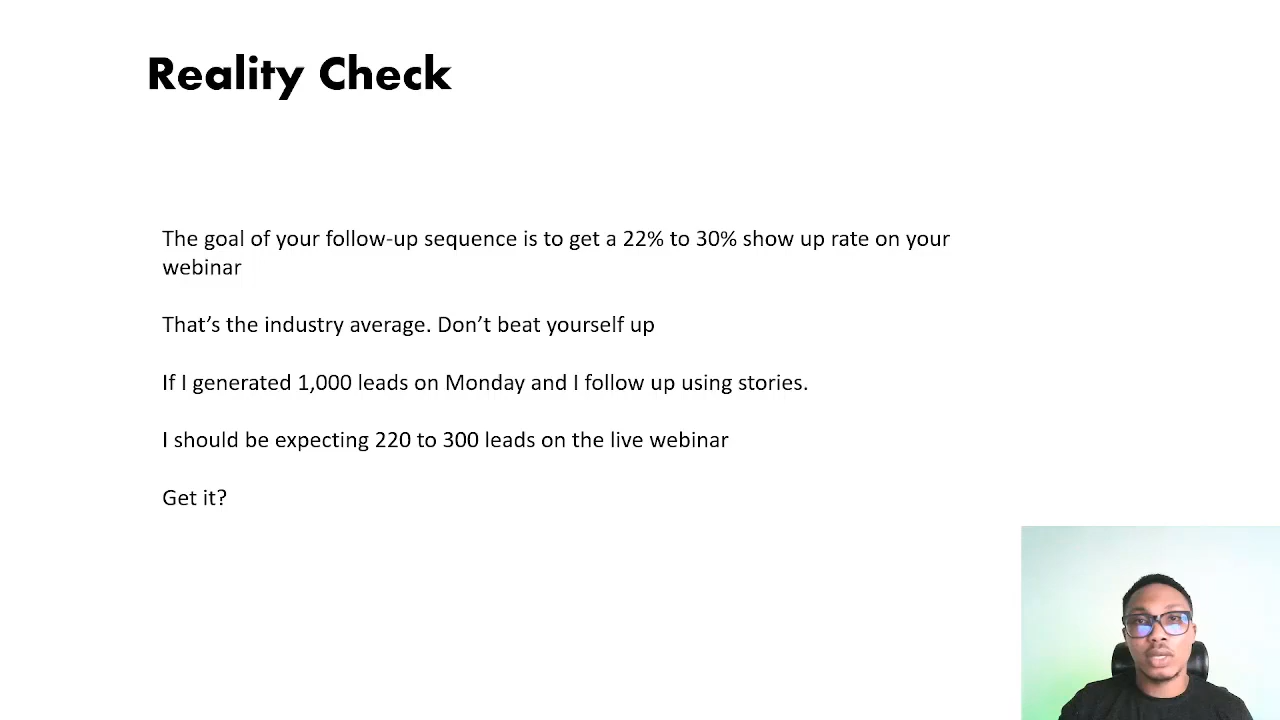 Reality Check
The goal of your follow-up sequence is to get a 22% to 30% show up rate on your
webinar
That’s the industry average. Don’t beat yourself up
If I generated 1,000 leads on Monday and I follow up using stories.
I should be expecting 220 to 300 leads on the live webinar
Get it?